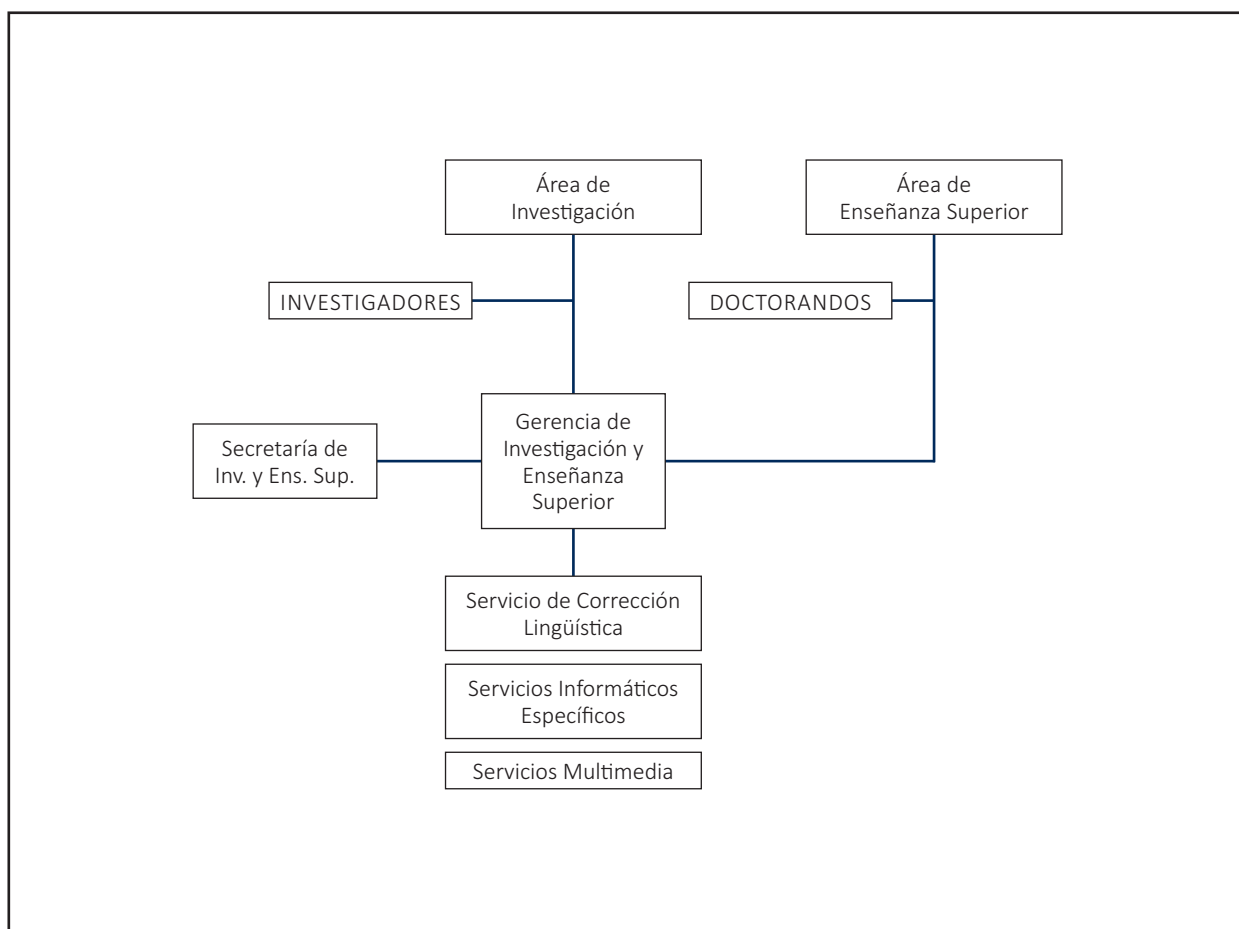 Área de
Investigación
Área de
Enseñanza Superior
INVESTIGADORES
DOCTORANDOS
Gerencia de
Investigación y
Enseñanza
Superior
Secretaría de
Inv. y Ens. Sup.
Servicio de Corrección
Lingüística
Servicios Informáticos
Específicos
Servicios Multimedia